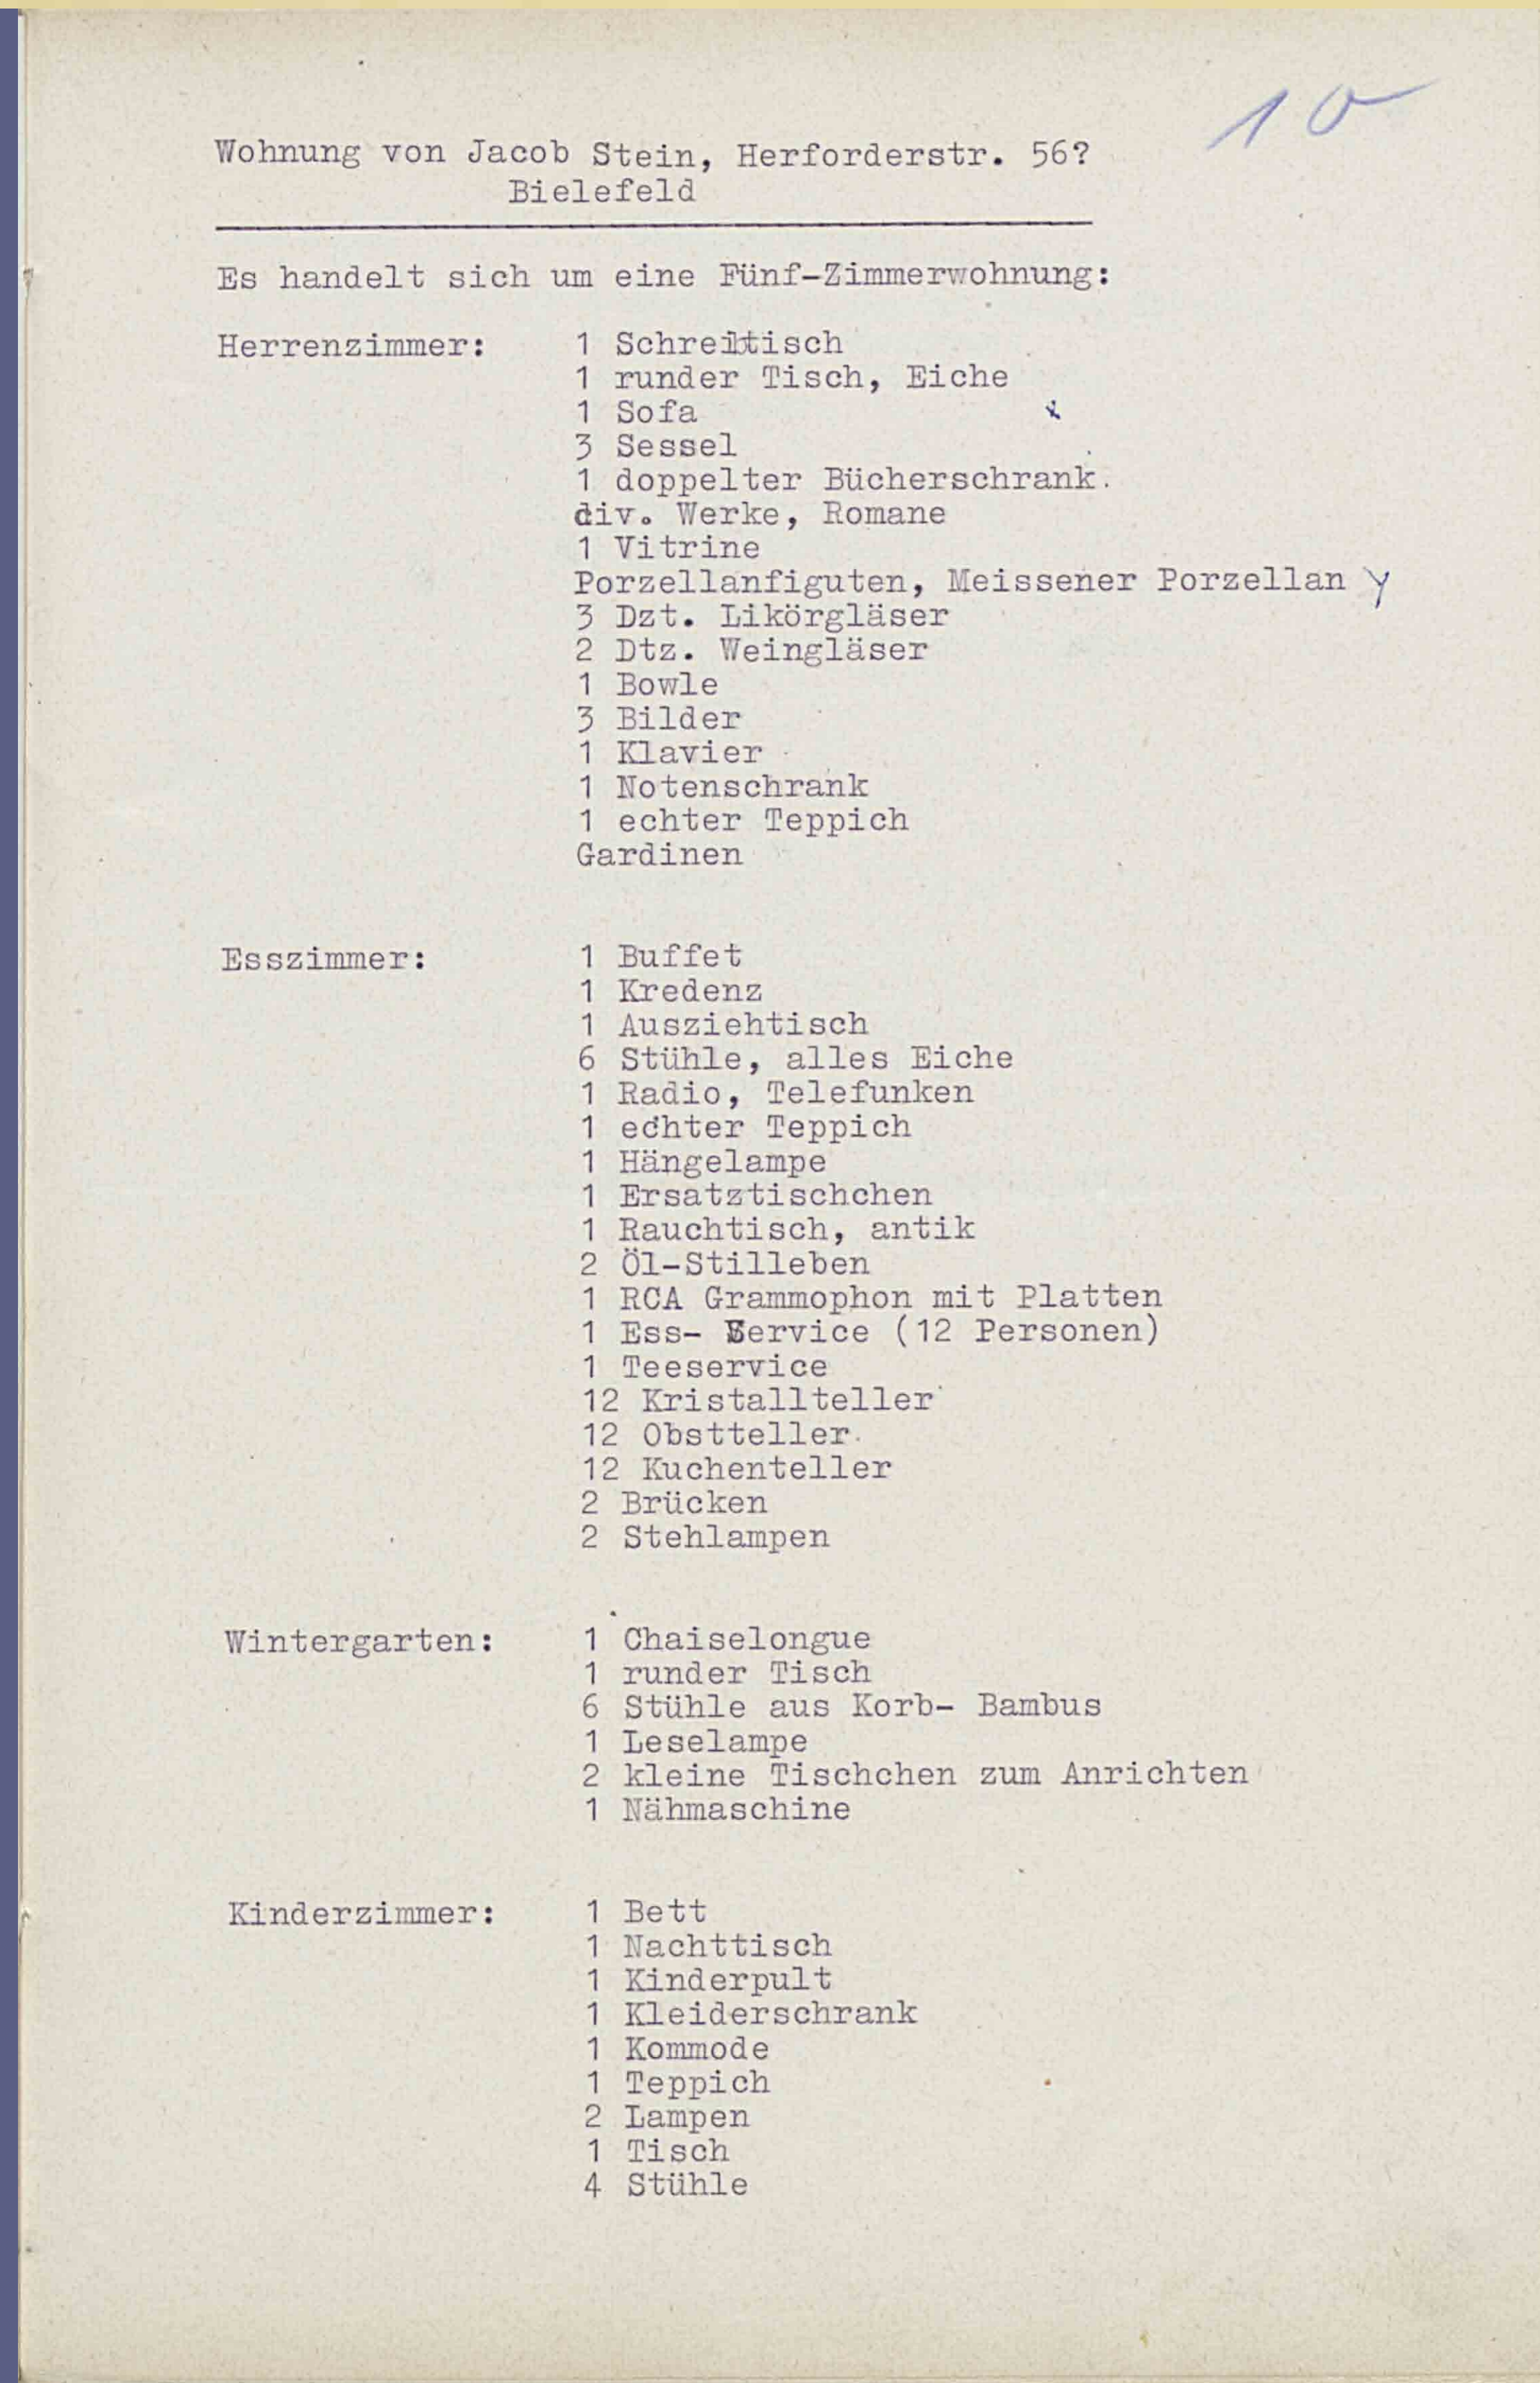 10
Wohnung von Jacob Stein, Herforderstr. 56?
Bielefeld
Es handelt sich um eine Fünf-Zimmerwohnung:
Herrenzimmer: 1 Schreibtisch
1 runder Tisch, Eiche
1 Sofa x
3 Sessel
1 doppelter Bücherschrank.
div. Werke, Romane
1 Vitrine
Porzellanfiguten, Meissener Porzellan y
3 Dzt. Likörgläser
2 Dtz. Weingläser
1 Bowle
3 Bilder
1 Klavier
1 Notenschrank
1 echter Teppich
Gardinen
Esszimmer: 1 Buffet
1 Kredenz
1 Ausziehtisch
6 Stühle, alles Eiche
1 Radio, Telefunken
1 echter Teppich
1 Hängelampe
1 Ersatztischchen
1 Rauchtisch, antik
2 Öl-Stilleben
1 RCA Grammophon mit Platten
1 Ess- Service (12 Personen)
1 Teeservice
12 Kristallteller
12 Obstteller
12 Kuchenteller
2 Brücken
2 Stehlampen
Wintergarten: 1 Chaiselongue
1 runder Tisch
6 Stühle aus Korb- Bambus
1 Leselampe
2 kleine Tischchen zum Anrichten
1 Nähmaschine
Kinderzimmer: 1 Bett
1 Nachttisch
1 Kinderpult
1 Kleiderschrank
1 Kommode
1 Teppich
2 Lampen
1 Tisch
4 Stühle